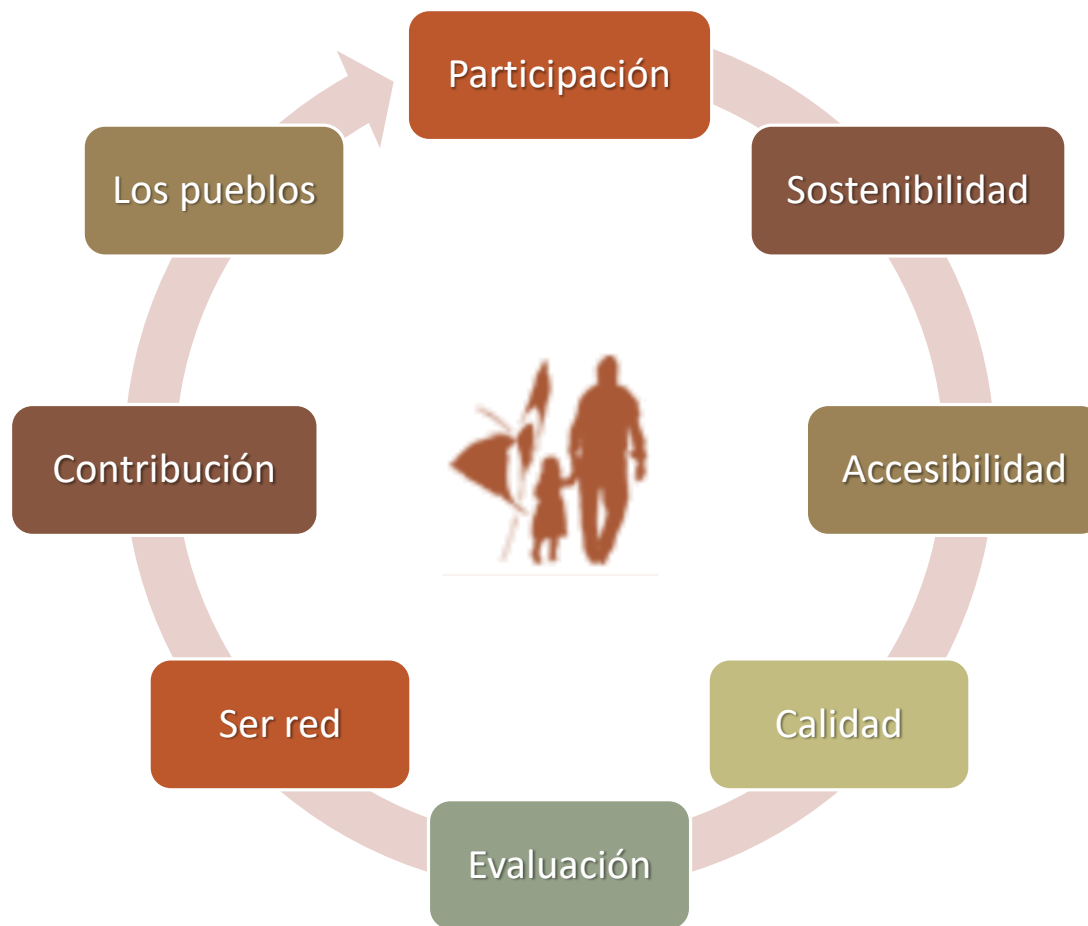 Participación
Sostenibilidad
Accesibilidad
Calidad
Evaluación
Ser red
Contribución
Los pueblos